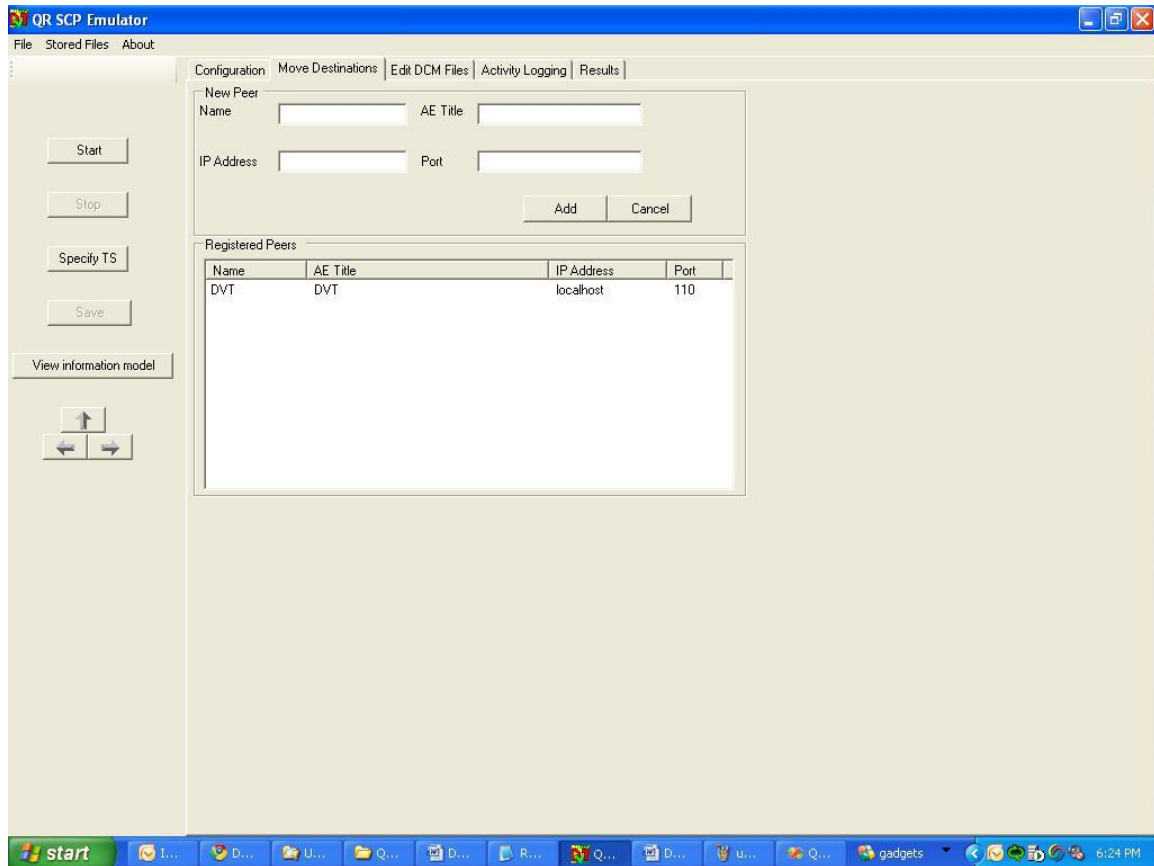 QR SCP Emulator
File Stored Files About
Configuration Move Destinations Edit DCM Files Activity Logging Results
New Peer
Name AE Title
IP Address Port
Add Cancel
Start
Stop
Specify TS
Save
View information model
Registered Peers
Name AE Title IP Address Port
DVT DVT localhost 110
start I... D... U... Q... D... R... Q... D... u... Q... gadgets 6:24 PM